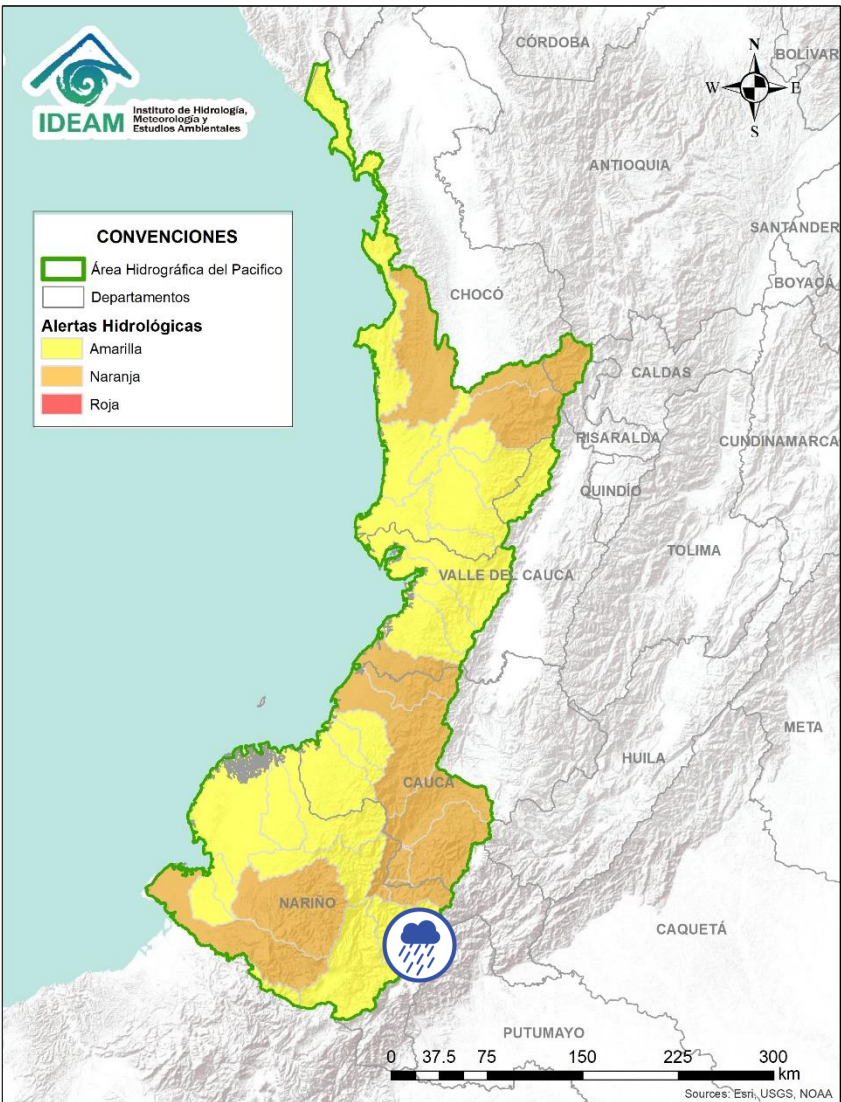 IDEAM
Instituto de Hidrología,
Meteorología y
Estudios Ambientales
CÓRDOBA
BOLÍVAR
N
W
E
S
ANTIOQUIA
SANTANDER
BOYACÁ
CONVENCIONES
Área Hidrográfica del Pacifico
Departamentos
Alertas Hidrológicas
Amarilla
Naranja
Roja
CHOCÓ
CALDAS
RISARALDA
CUNDINAMARCA
QUINDÍO
TOLIMA
VALLE DEL CAUCA
META
HUILA
CAUCA
NARIÑO
CAQUETÁ
PUTUMAYO
0 37.5 75 150 225 300
km
Sources: Esri, USGS, NOAA